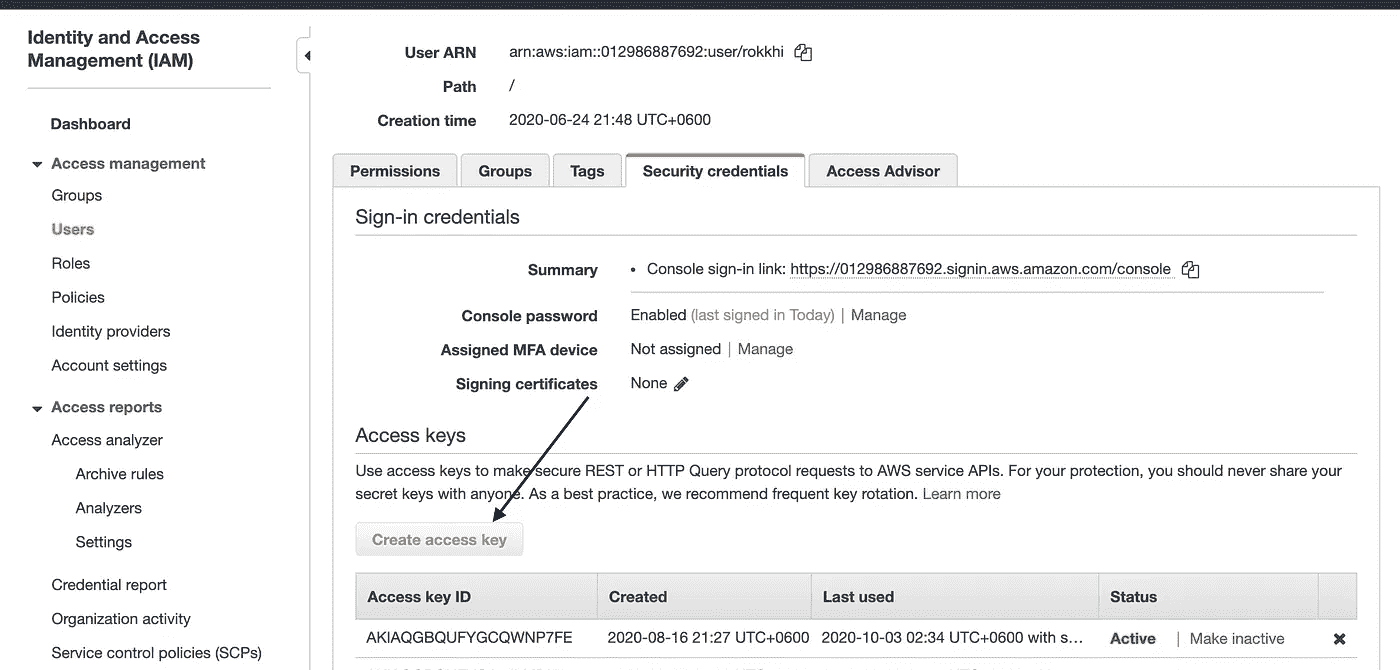 Identity and Access
Management (IAM)
Dashboard
Access management
Groups
Users
Roles
Policies
Identity providers
Account settings
Access reports
Access analyzer
Archive rules
Analyzers
Settings
Credential report
Organization activity
Service control policies (SCPs)
User ARN arn:aws:iam::012986887692:user/rokkhi
Path /
Creation time 2020-06-24 21:48 UTC+0600
Permissions Groups Tags Security credentials Access Advisor
Sign-in credentials
Summary • Console sign-in link: https://012986887692.signin.aws.amazon.com/console
Console password Enabled (last signed in Today) | Manage
Assigned MFA device Not assigned | Manage
Signing certificates None
Access keys
Use access keys to make secure REST or HTTP Query protocol requests to AWS service APIs. For your protection, you should never share your
secret keys with anyone. As a best practice, we recommend frequent key rotation. Learn more
Create access key
Access key ID Created Last used Status
AKIAQGBQUFYGCQWNP7FE 2020-08-16 21:27 UTC+0600 2020-10-03 02:34 UTC+0600 with s… Active | Make inactive